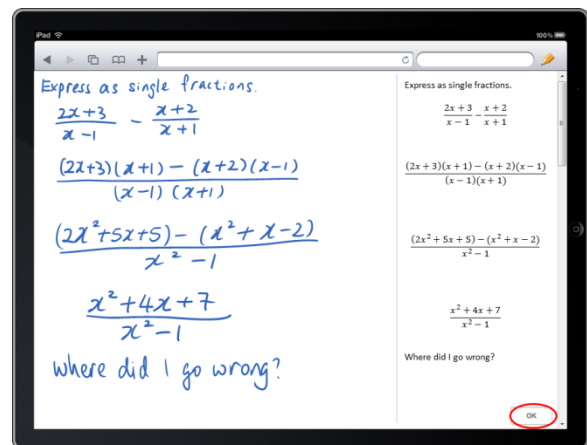 iPad
100%
Express as single fractions.
2x+3 / x-1 - x+2 / x+1
(2x+3)(x+1) - (x+2)(x-1) / (x-1)(x+1)
(2x²+5x+5) - (x²+x-2) / x²-1
x²+4x+7 / x²-1
where did I go wrong?
Express as single fractions.
2x + 3 / x − 1 − x + 2 / x + 1
(2x + 3)(x + 1) − (x + 2)(x − 1) / (x − 1)(x + 1)
(2x² + 5x + 5) − (x² + x − 2) / x² − 1
x² + 4x + 7 / x² − 1
Where did I go wrong?
OK